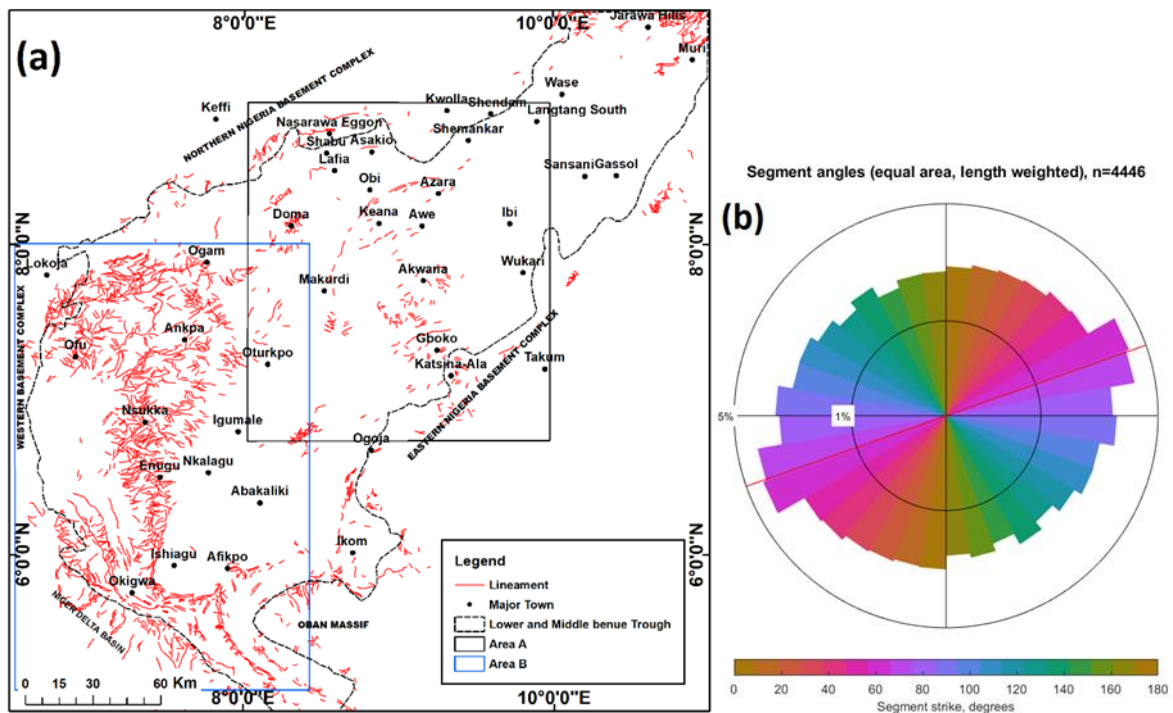 (a)
8°0'0"E
10°0'0"E
Jarawa Hills
Muri
Wase
Keffi
NORTHERN NIGERIA BASEMENT COMPLEX
Kwolla
Shendam
Langtang South
Nasarawa Eggon
Shabu
Asakio
Shemankar
Lafia
Obi
Azara
Sansani
Gassol
Doma
Keana
Awe
Ibi
8°0'0"N
8°0'0"N
Ogam
Lokoja
Makurdi
Akwana
Wukari
WESTERN BASEMENT COMPLEX
Ankpa
Ofu
Oturkpo
Gboko
Katsina-Ala
Takum
EASTERN NIGERIA BASEMENT COMPLEX
Nsukka
Igumale
Ogoja
Enugu
Nkalagu
Abakaliki
6°0'0"N
6°0'0"N
Ikom
Ishiagu
Afikpo
Okigwa
NIGER DELTA BASIN
OBAN MASSIF
Legend
Lineament
Major Town
Lower and Middle benue Trough
Area A
Area B
0 15 22 30 60 Km
8°0'0"E
10°0'0"E
Segment angles (equal area, length weighted), n=4446
(b)
5%
1%
0 20 40 60 80 100 120 140 160 180
Segment strike, degrees